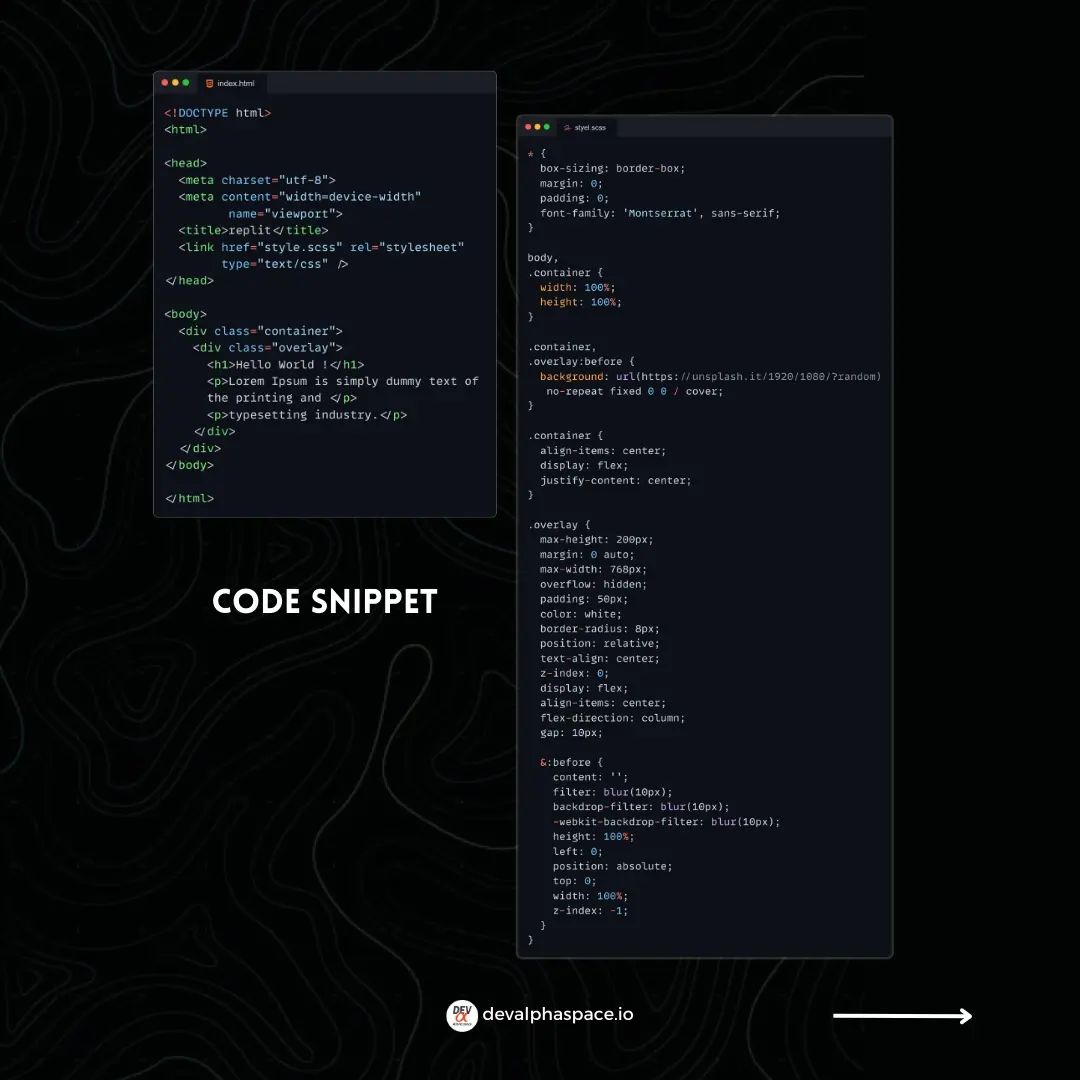 index.html
<!DOCTYPE html>
<html>
<head>
<meta charset="utf-8">
<meta content="width=device-width"
name="viewport">
<title>replit</title>
<link href="style.scss" rel="stylesheet"
type="text/css" />
</head>
<body>
<div class="container">
<div class="overlay">
<h1>Hello World !</h1>
<p>Lorem Ipsum is simply dummy text of
the printing and </p>
<p>typesetting industry.</p>
</div>
</div>
</body>
</html>
CODE SNIPPET
styel scss
* {
box-sizing: border-box;
margin: 0;
padding: 0;
font-family: 'Montserrat', sans-serif;
}
body,
.container {
width: 100%;
height: 100%;
}
.container,
.overlay:before {
background: url(https://unsplash.it/1920/1080/?random)
no-repeat fixed 0 0 / cover;
}
.container {
align-items: center;
display: flex;
justify-content: center;
}
.overlay {
max-height: 200px;
margin: 0 auto;
max-width: 768px;
overflow: hidden;
padding: 50px;
color: white;
border-radius: 8px;
position: relative;
text-align: center;
z-index: 0;
display: flex;
align-items: center;
flex-direction: column;
gap: 10px;
&:before {
content: '';
filter: blur(10px);
backdrop-filter: blur(10px);
-webkit-backdrop-filter: blur(10px);
height: 100%;
left: 0;
position: absolute;
top: 0;
width: 100%;
z-index: -1;
}
}
DEV
devalphaspace.io